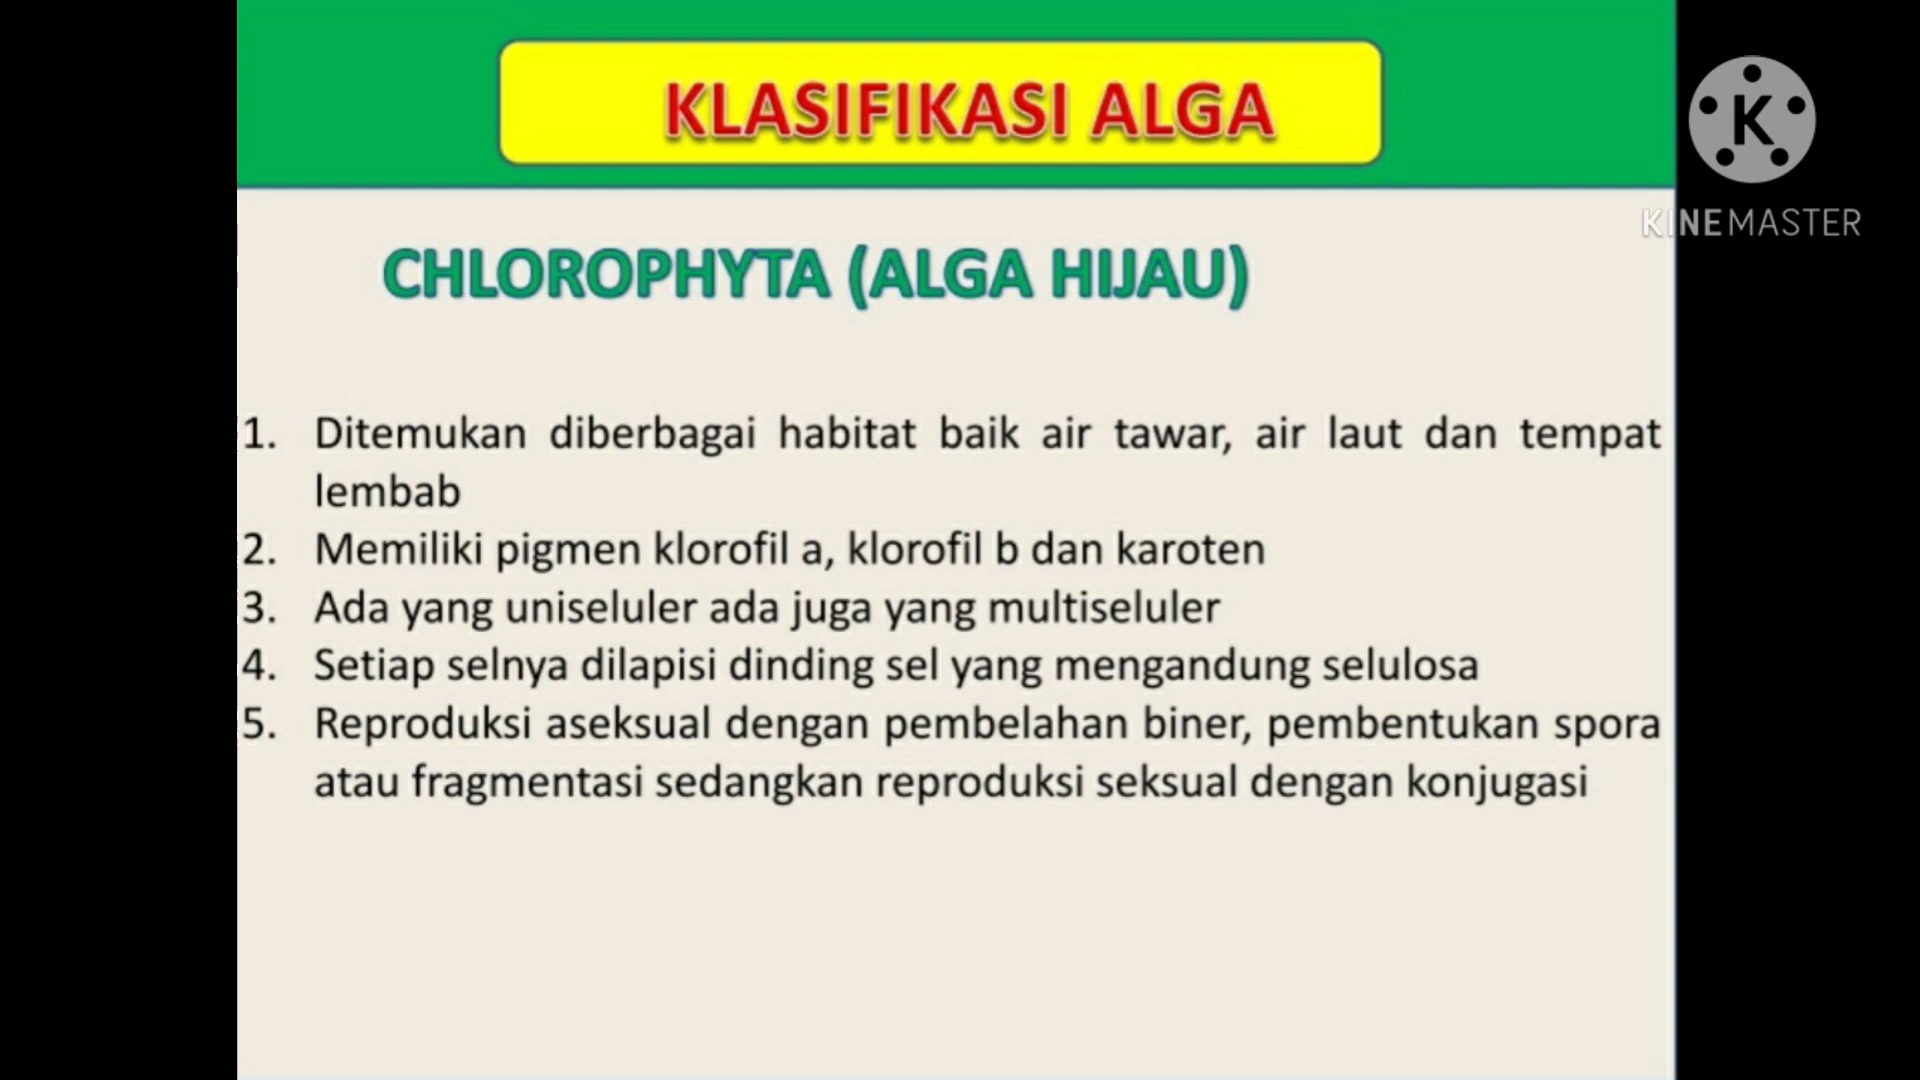 KLASIFIKASI ALGA
K
KINEMASTER
CHLOROPHYTA (ALGA HIJAU)
1. Ditemukan diberbagai habitat baik air tawar, air laut dan tempat
lembab
2. Memiliki pigmen klorofil a, klorofil b dan karoten
3. Ada yang uniseluler ada juga yang multiseluler
4. Setiap selnya dilapisi dinding sel yang mengandung selulosa
5. Reproduksi aseksual dengan pembelahan biner, pembentukan spora
atau fragmentasi sedangkan reproduksi seksual dengan konjugasi